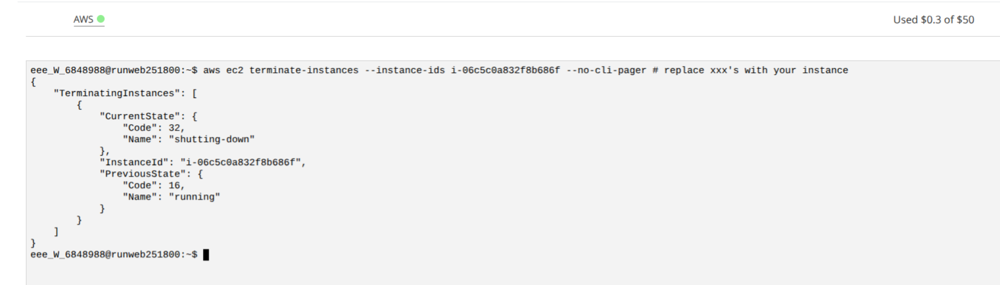 AWS
Used $0.3 of $50
eee_W_6848988@runweb251800:~$ aws ec2 terminate-instances --instance-ids i-06c5c0a832f8b686f --no-cli-pager # replace xxx's with your instance
{
    "TerminatingInstances": [
        {
            "CurrentState": {
                "Code": 32,
                "Name": "shutting-down"
            },
            "InstanceId": "i-06c5c0a832f8b686f",
            "PreviousState": {
                "Code": 16,
                "Name": "running"
            }
        }
    ]
}
eee_W_6848988@runweb251800:~$